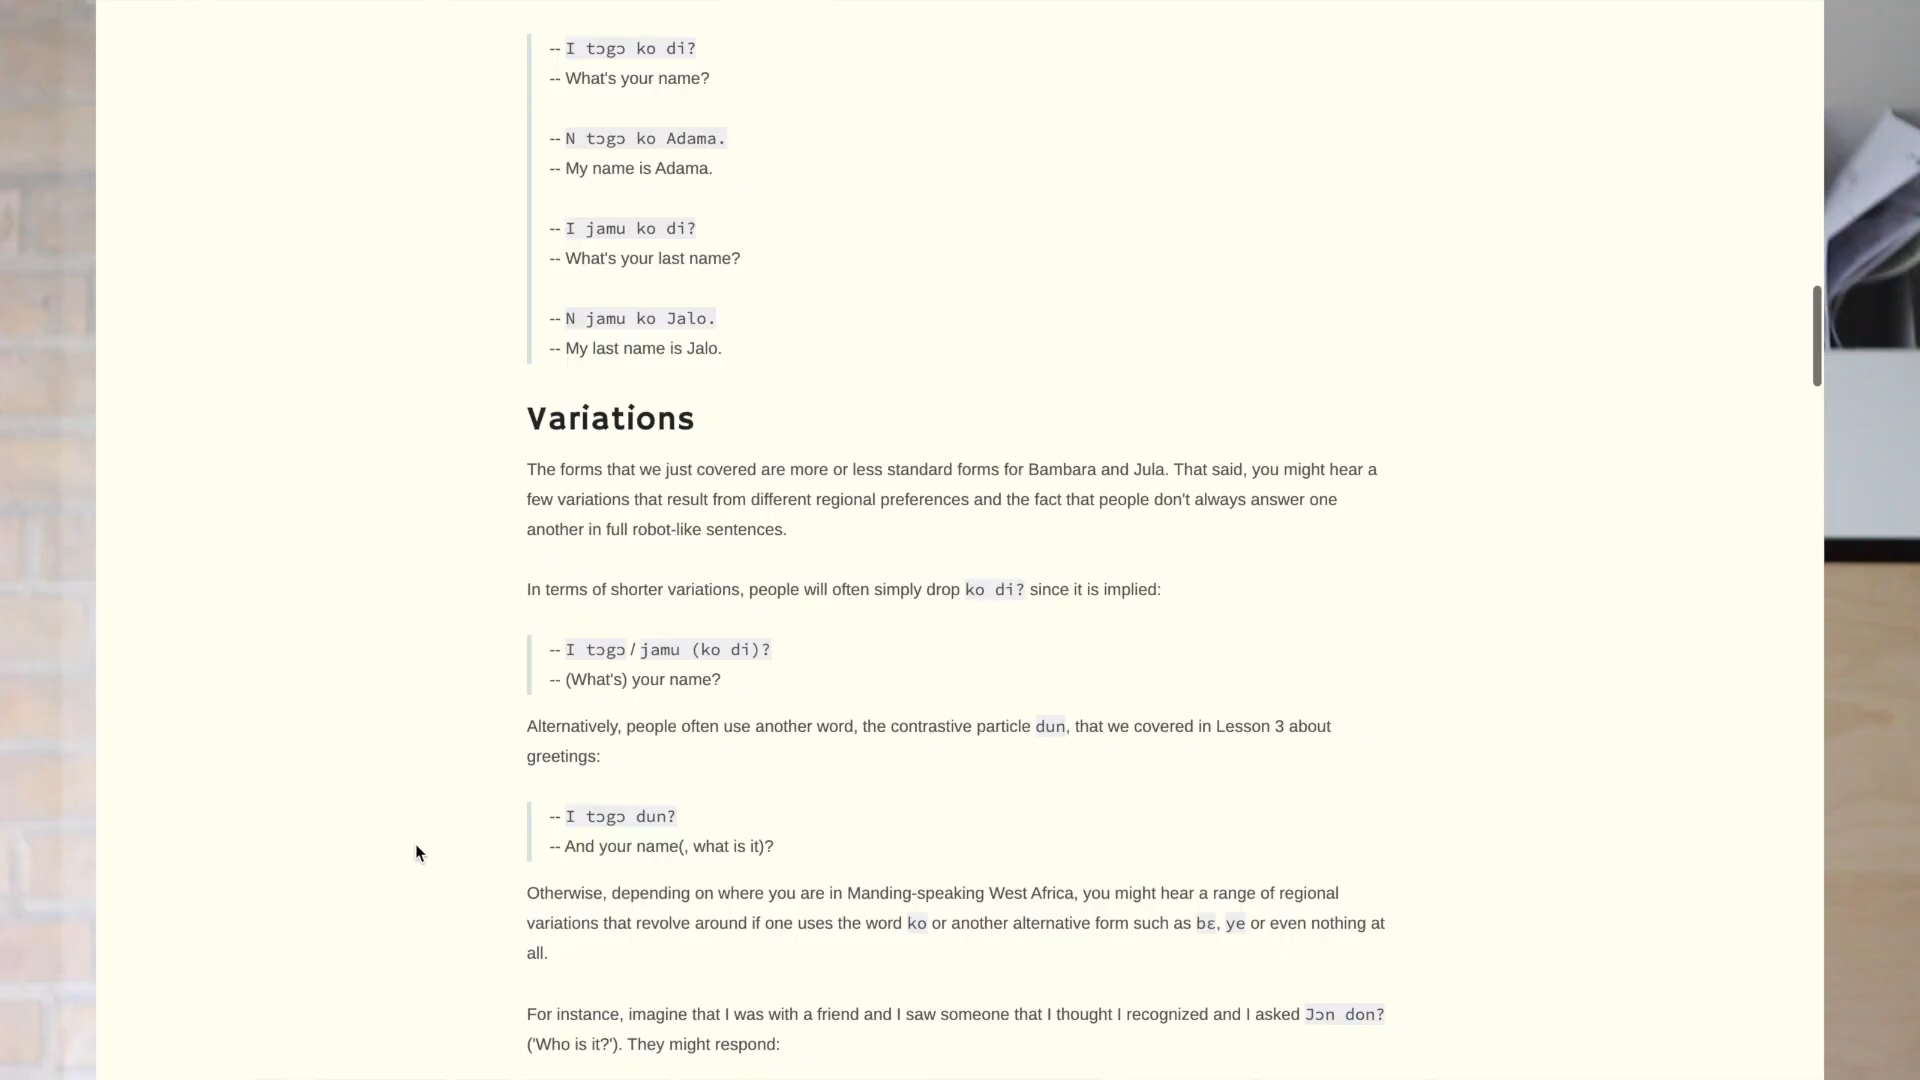 -- I tɔgɔ ko di?
-- What's your name?
-- N tɔgɔ ko Adama.
-- My name is Adama.
-- I jamu ko di?
-- What's your last name?
-- N jamu ko Jalo.
-- My last name is Jalo.
Variations
The forms that we just covered are more or less standard forms for Bambara and Jula. That said, you might hear a
few variations that result from different regional preferences and the fact that people don't always answer one
another in full robot-like sentences.
In terms of shorter variations, people will often simply drop ko di? since it is implied:
-- I tɔgɔ / jamu (ko di)?
-- (What's) your name?
Alternatively, people often use another word, the contrastive particle dun, that we covered in Lesson 3 about
greetings:
-- I tɔgɔ dun?
-- And your name(, what is it)?
Otherwise, depending on where you are in Manding-speaking West Africa, you might hear a range of regional
variations that revolve around if one uses the word ko or another alternative form such as bɛ, ye or even nothing at
all.
For instance, imagine that I was with a friend and I saw someone that I thought I recognized and I asked Jɔn don?
('Who is it?'). They might respond: